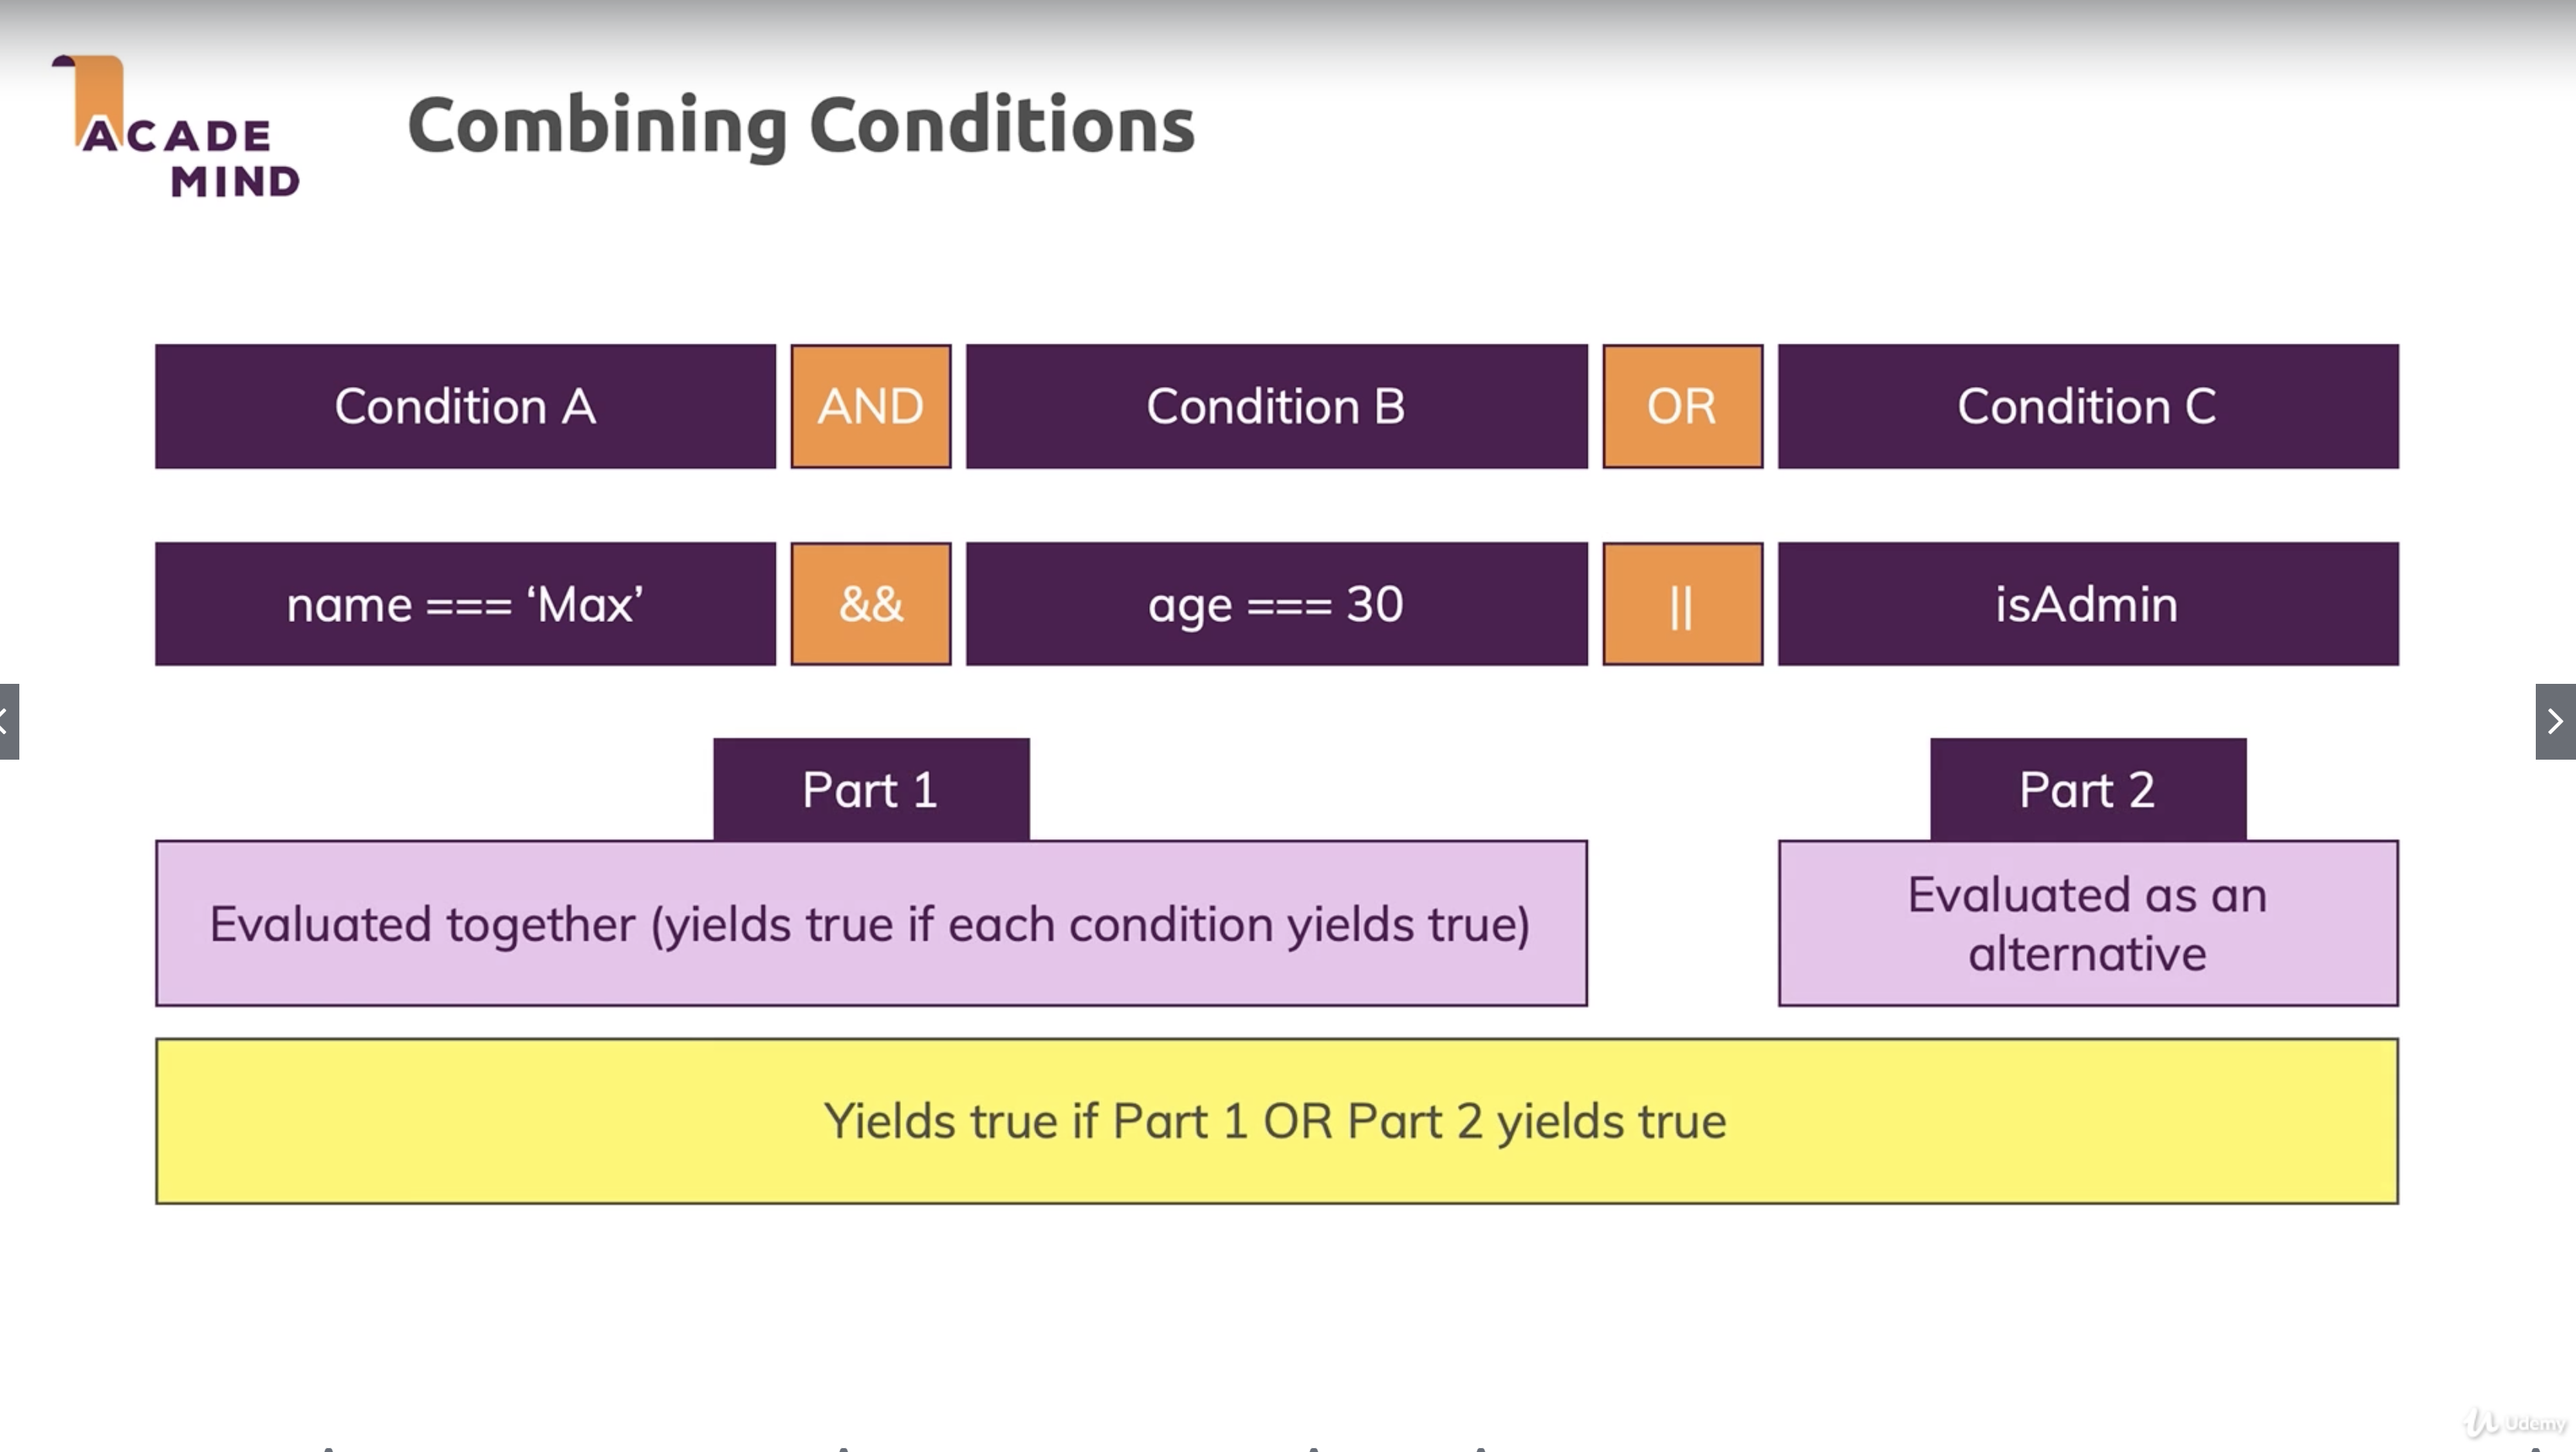 ACADE
MIND
Combining Conditions
Condition A AND Condition B OR Condition C
name === ‘Max’ && age === 30 || isAdmin
Part 1
Part 2
Evaluated together (yields true if each condition yields true)
Evaluated as an
alternative
Yields true if Part 1 OR Part 2 yields true
Udemy